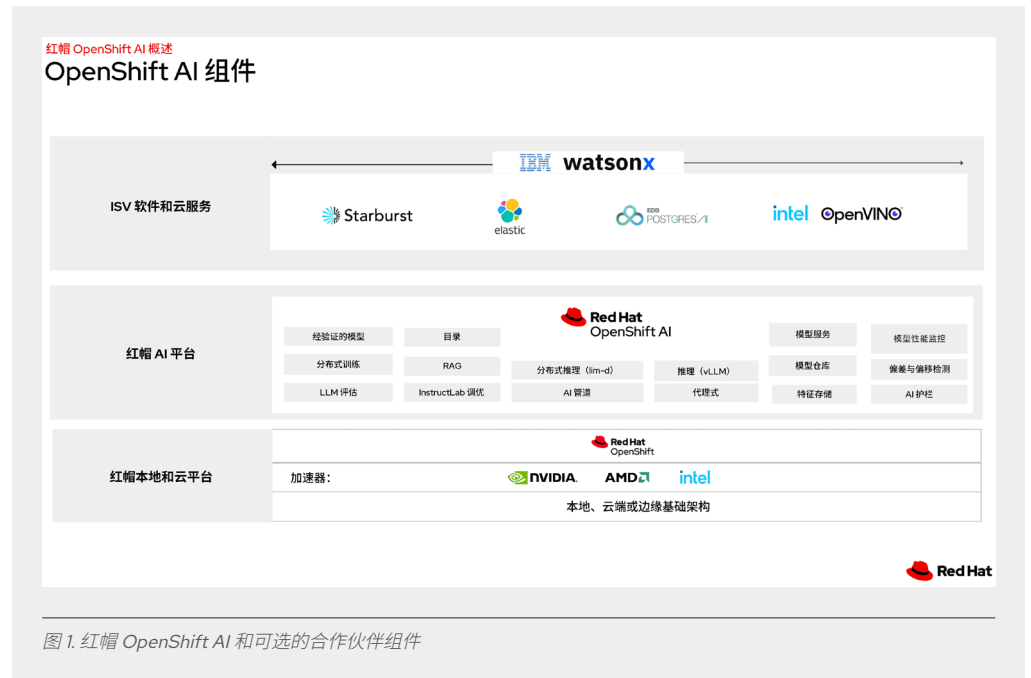 红帽 OpenShift AI 概述
OpenShift AI 组件
IBM watsonx
ISV 软件和云服务
Starburst
elastic
EDB
POSTGRES AI
intel OpenVINO
Red Hat
OpenShift AI
红帽 AI 平台
经验证的模型
目录
模型服务
模型性能监控
分布式训练
RAG
分布式推理（lim-d）
推理（vLLM）
模型仓库
偏差与偏移检测
LLM 评估
InstructLab 调优
AI 管道
代理式
特征存储
AI 护栏
红帽本地和云平台
Red Hat
OpenShift
加速器：
NVIDIA.
AMD
intel
本地、云端或边缘基础架构
Red Hat
图 1. 红帽 OpenShift AI 和可选的合作伙伴组件